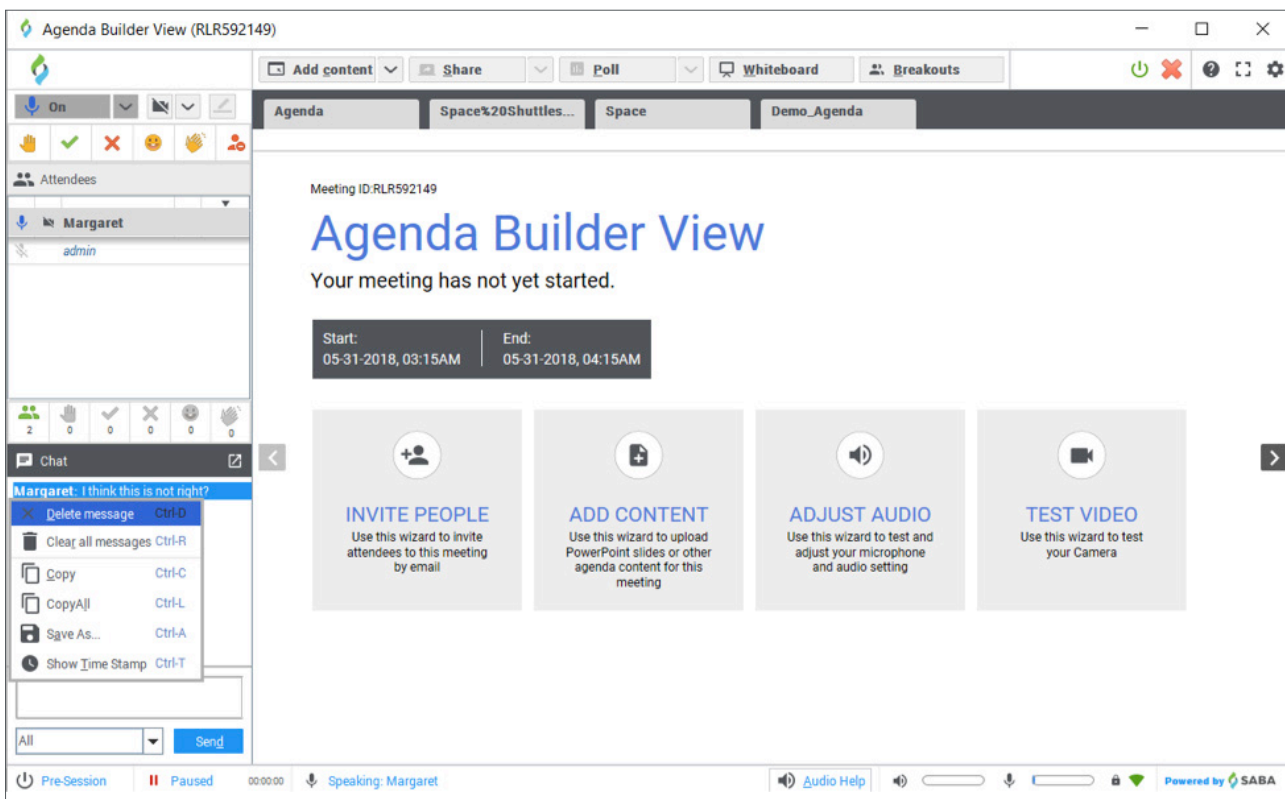 Agenda Builder View (RLR592149)
Add content
Share
Poll
Whiteboard
Breakouts
On
Agenda
Space%20Shuttles...
Space
Demo_Agenda
Attendees
Margaret
admin
Meeting ID:RLR592149
Agenda Builder View
Your meeting has not yet started.
Start:
05-31-2018, 03:15AM
End:
05-31-2018, 04:15AM
2 0 0 0 0 0
Chat
Margaret: I think this is not right?
Delete message Ctrl-D
Clear all messages Ctrl-R
Copy Ctrl-C
CopyAll Ctrl-L
Save As... Ctrl-A
Show Time Stamp Ctrl-T
INVITE PEOPLE
Use this wizard to invite
attendees to this meeting
by email
ADD CONTENT
Use this wizard to upload
PowerPoint slides or other
agenda content for this
meeting
ADJUST AUDIO
Use this wizard to test and
adjust your microphone
and audio setting
TEST VIDEO
Use this wizard to test
your Camera
All
Send
Pre-Session
Paused
00:00:00
Speaking: Margaret
Audio Help
Powered by SABA